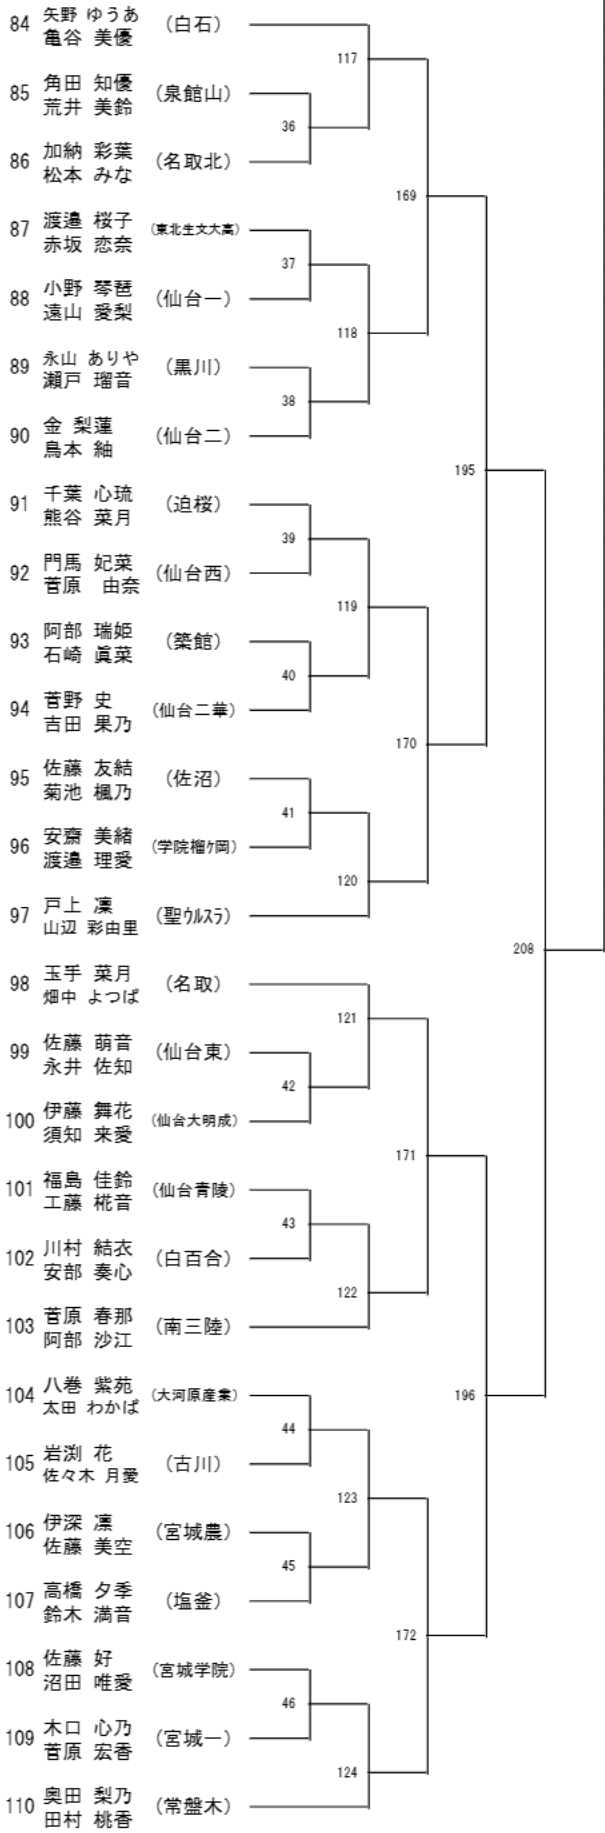 84 矢野 ゆうあ (白石)
亀谷 美優
117
85 角田 知優 (泉館山)
荒井 美鈴
36
86 加納 彩葉 (名取北)
松本 みな
169
87 渡邉 桜子 (東北生文大高)
赤坂 恋奈
37
88 小野 琴琶 (仙台一)
遠山 愛梨
118
89 永山 ありや (黒川)
瀬戸 瑠音
38
90 金 梨蓮 (仙台二)
鳥本 紬
195
91 千葉 心琉 (迫桜)
熊谷 菜月
39
92 門馬 妃菜 (仙台西)
菅原 由奈
119
93 阿部 瑞姫 (築館)
石崎 眞菜
40
94 菅野 史 (仙台二華)
吉田 果乃
170
95 佐藤 友結 (佐沼)
菊池 楓乃
41
96 安齋 美緒 (学院榴ケ岡)
渡邉 理愛
120
97 戸上 凜 (聖ウルスラ)
山辺 彩由里
208
98 玉手 菜月 (名取)
畑中 よつば
121
99 佐藤 萌音 (仙台東)
永井 佐知
42
100 伊藤 舞花 (仙台大明成)
須知 来愛
171
101 福島 佳鈴 (仙台青陵)
工藤 椛音
43
102 川村 結衣 (白百合)
安部 奏心
122
103 菅原 春那 (南三陸)
阿部 沙江
104 八巻 紫苑 (大河原産業)
太田 わかば
196
44
105 岩渕 花 (古川)
佐々木 月愛
123
106 伊深 凛 (宮城農)
佐藤 美空
45
107 高橋 夕季 (塩釜)
鈴木 満音
172
108 佐藤 好 (宮城学院)
沼田 唯愛
46
109 木口 心乃 (宮城一)
菅原 宏香
124
110 奥田 梨乃 (常盤木)
田村 桃香